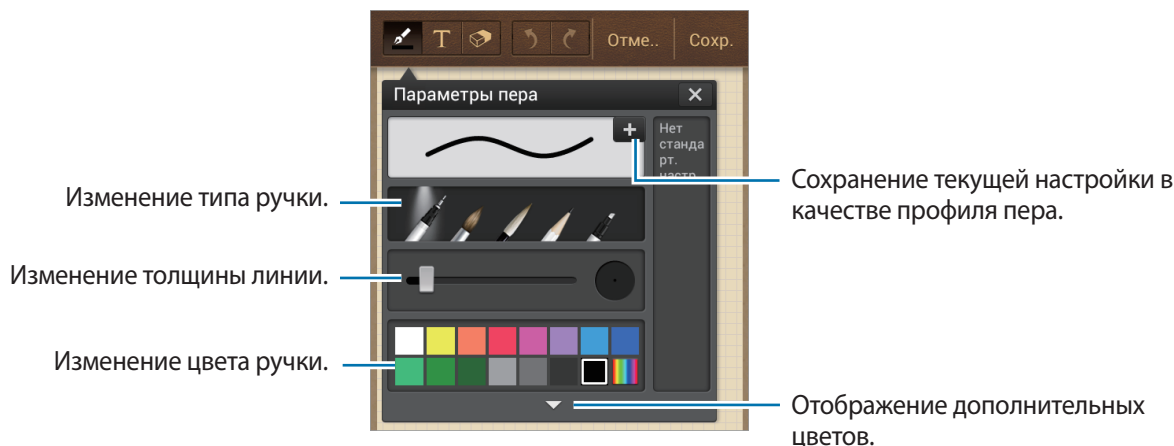 T
Отме..
Сохр.
Параметры пера
Нет
станда
рт.
настр
Изменение типа ручки.
Сохранение текущей настройки в
качестве профиля пера.
Изменение толщины линии.
Изменение цвета ручки.
Отображение дополнительных
цветов.